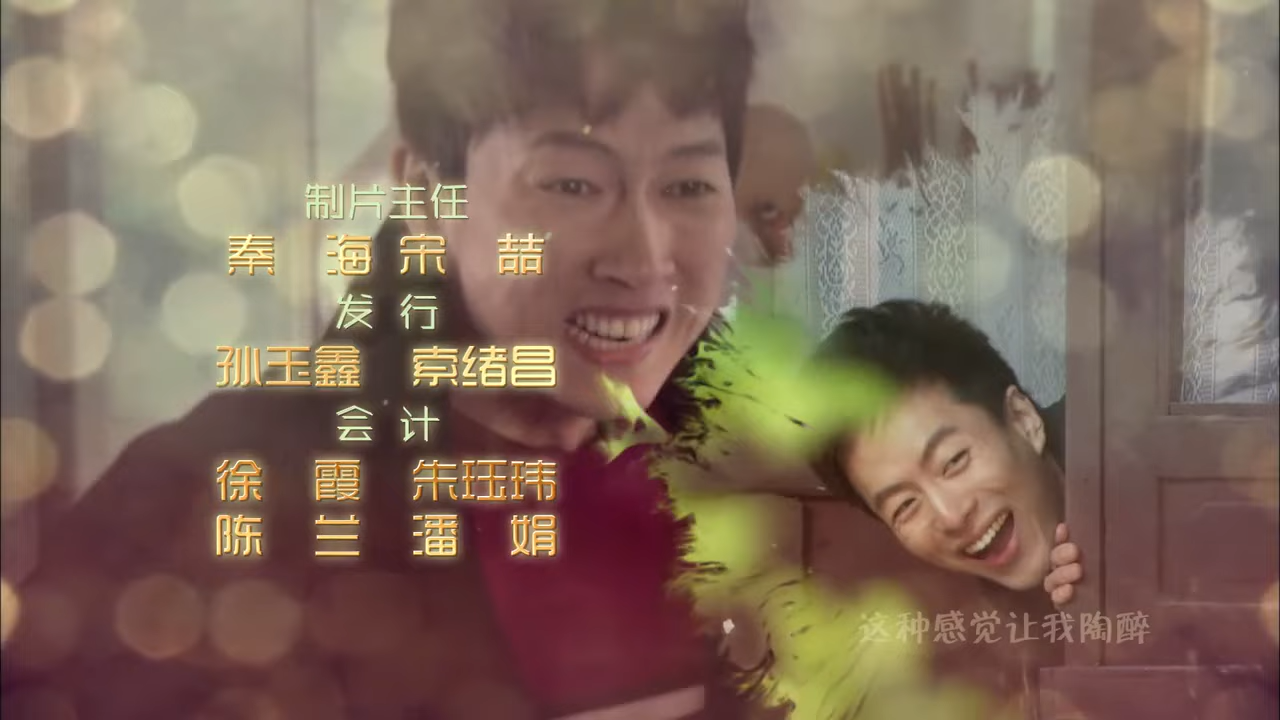 制片主任
秦 海 宋 喆
发 行
孙玉鑫 索绪昌
会 计
徐 霞 朱珏玮
陈 兰 潘 娟
这种感觉让我陶醉